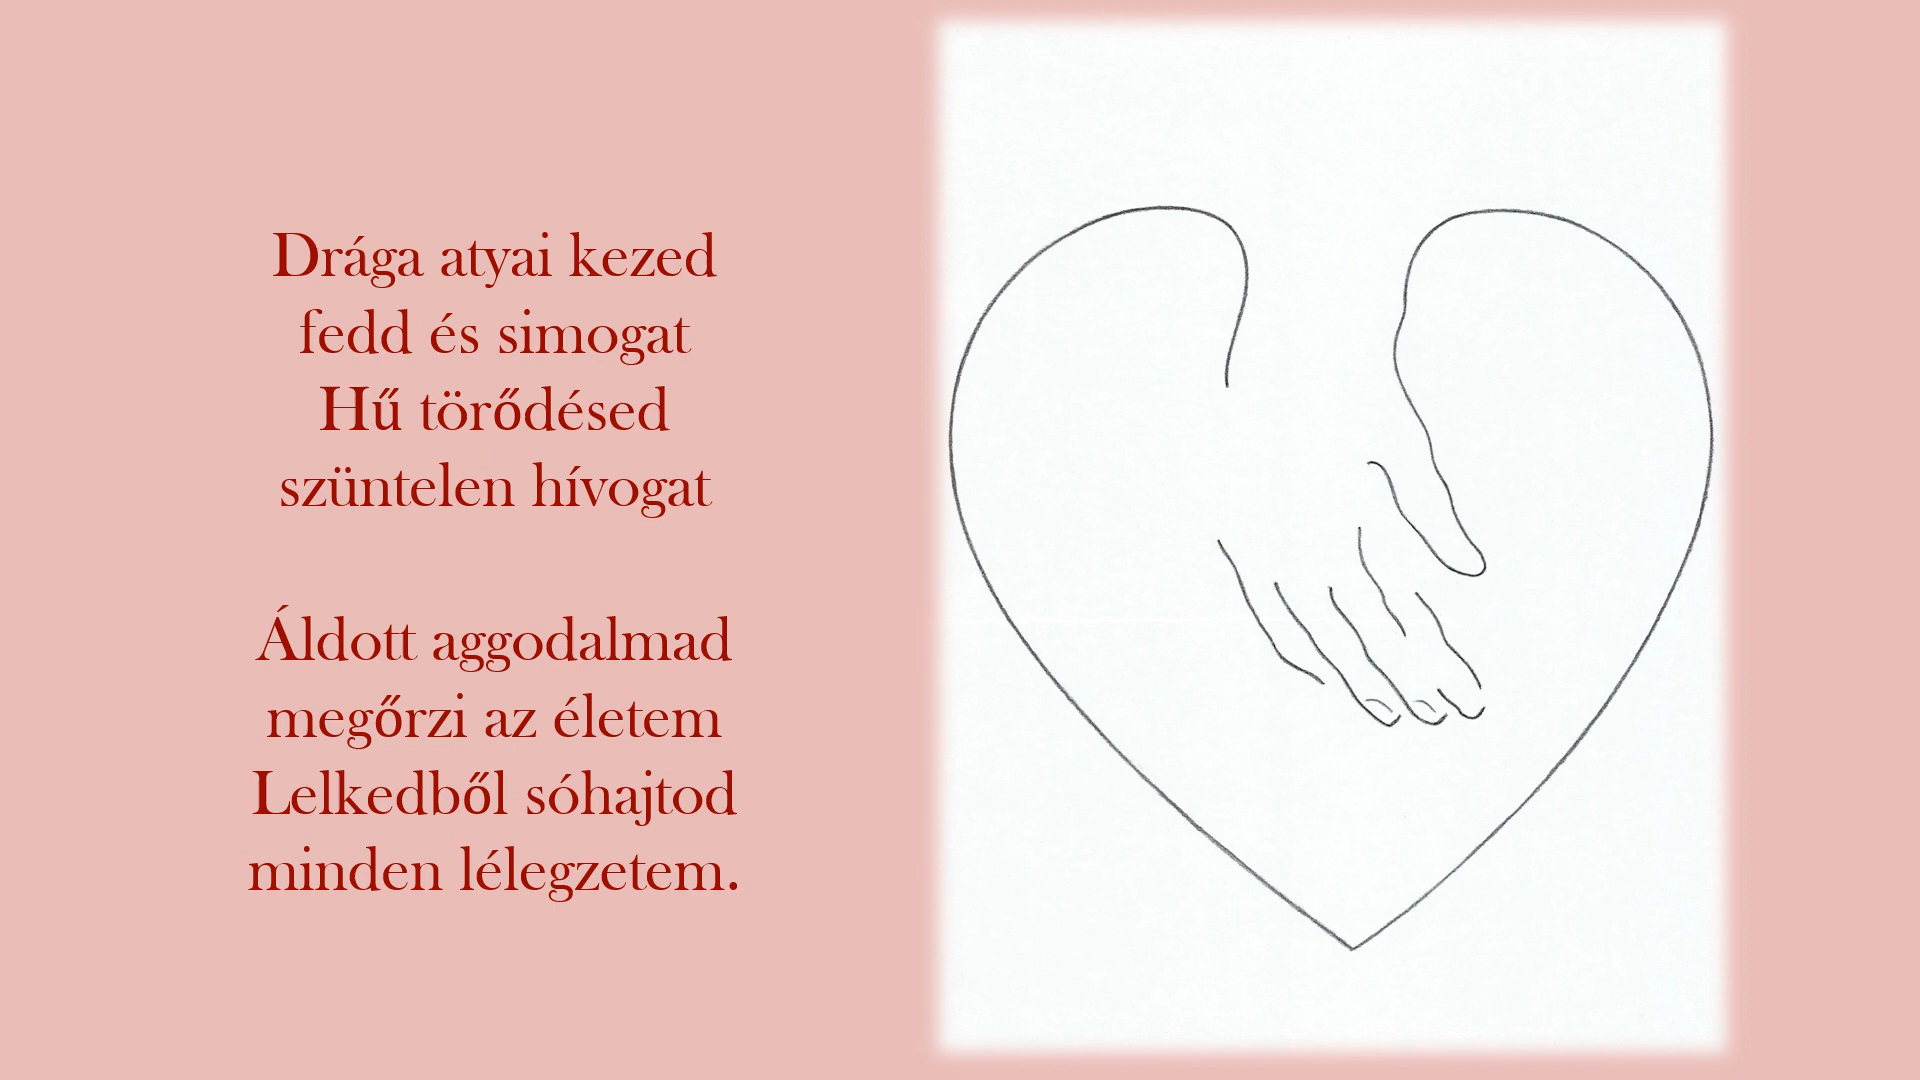 Drága atyai kezed
fedd és simogat
Hű törődésed
szüntelen hívogat
Áldott aggodalmad
megőrzi az életem
Lelkedből sóhajtod
minden lélegzetem.